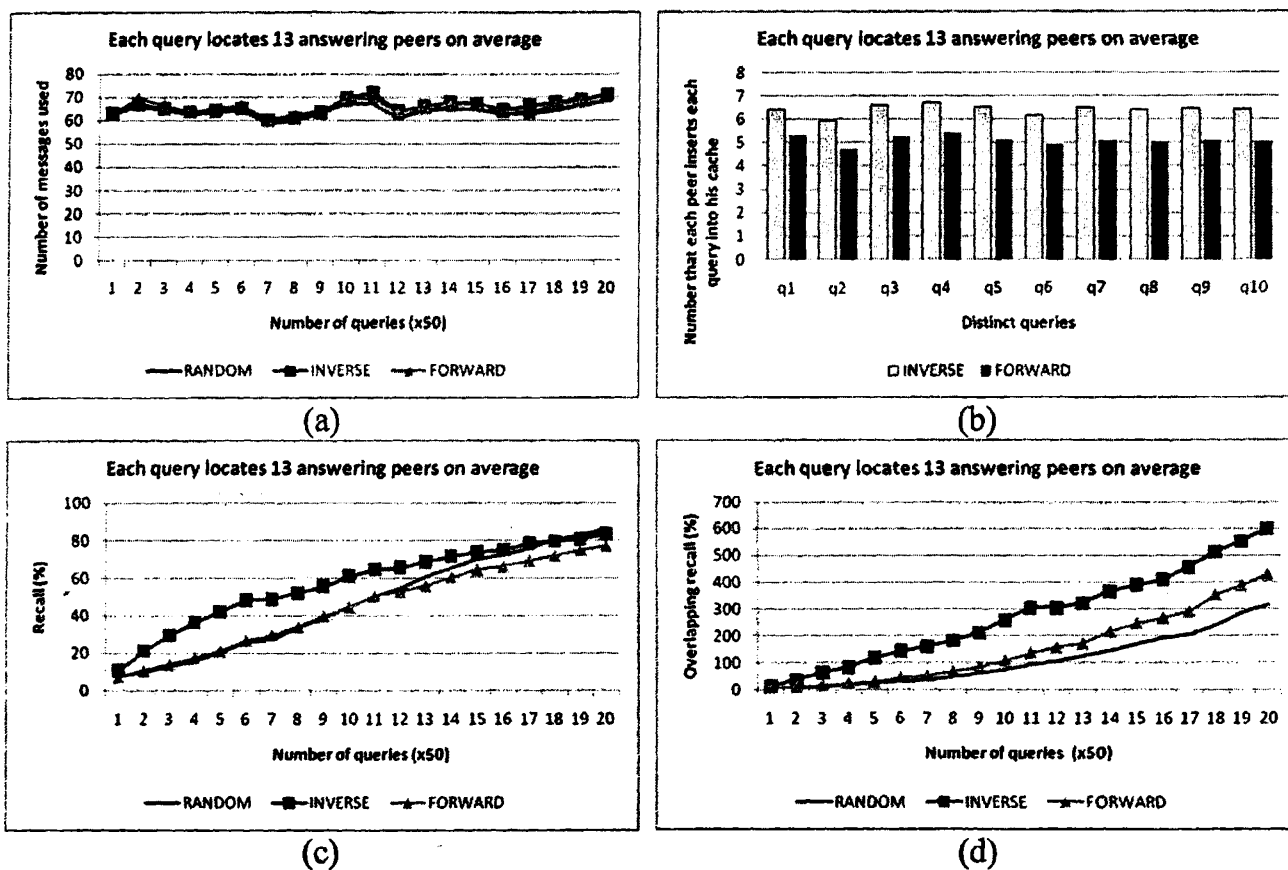 Each query locates 13 answering peers on average
Number of messages used
80
70
60
50
40
30
20
10
0
1 2 3 4 5 6 7 8 9 10 11 12 13 14 15 16 17 18 19 20
Number of queries (x50)
RANDOM INVERSE FORWARD
(a)
Each query locates 13 answering peers on average
Number that each peer inserts each
query into his cache
8
7
6
5
4
3
2
1
0
q1 q2 q3 q4 q5 q6 q7 q8 q9 q10
Distinct queries
INVERSE FORWARD
(b)
Each query locates 13 answering peers on average
Recall (%)
100
80
60
40
20
0
1 2 3 4 5 6 7 8 9 10 11 12 13 14 15 16 17 18 19 20
Number of queries (x50)
RANDOM INVERSE FORWARD
(c)
Each query locates 13 answering peers on average
Overlapping recall (%)
700
600
500
400
300
200
100
0
1 2 3 4 5 6 7 8 9 10 11 12 13 14 15 16 17 18 19 20
Number of queries (x50)
RANDOM INVERSE FORWARD
(d)